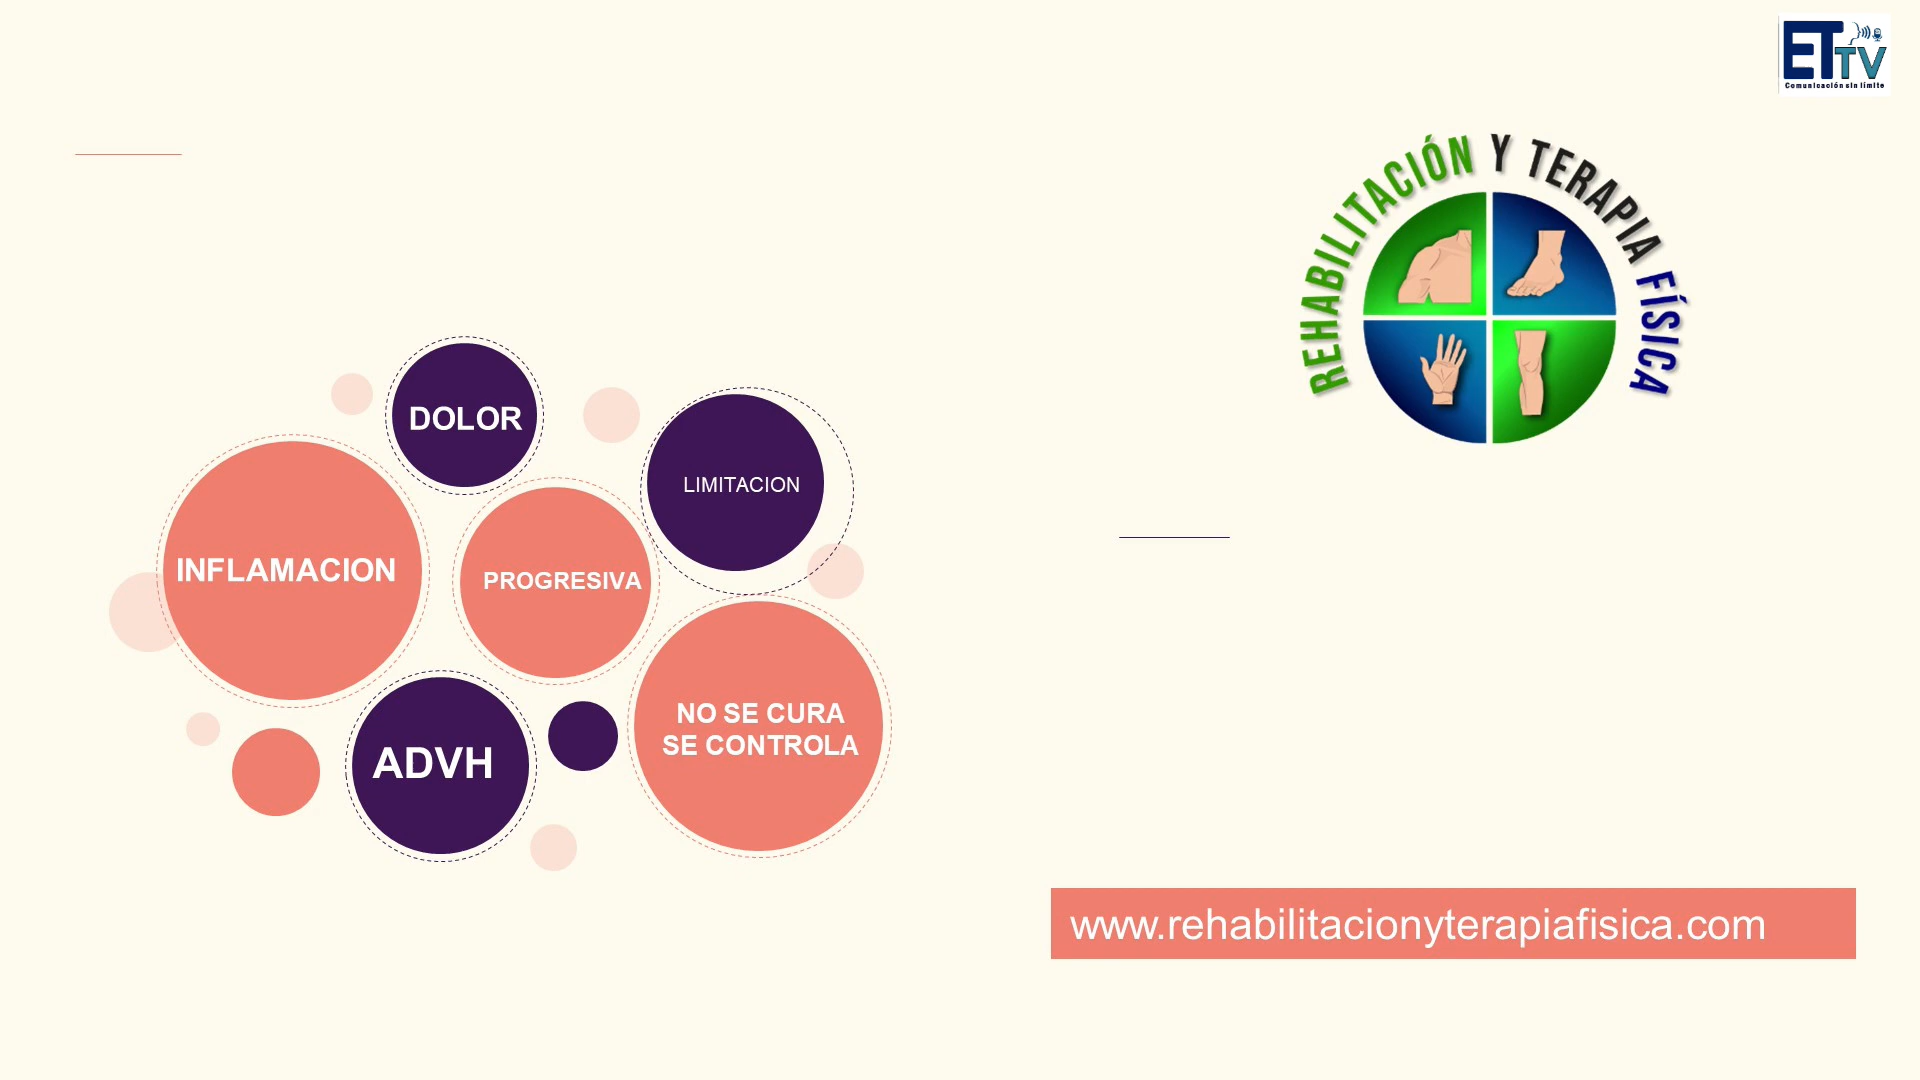 ETTV
Comunicación sin límite
REHABILITACIÓN Y TERAPIA FÍSICA
DOLOR
LIMITACION
INFLAMACION
PROGRESIVA
NO SE CURA
SE CONTROLA
ADVH
www.rehabilitacionyterapiafisica.com